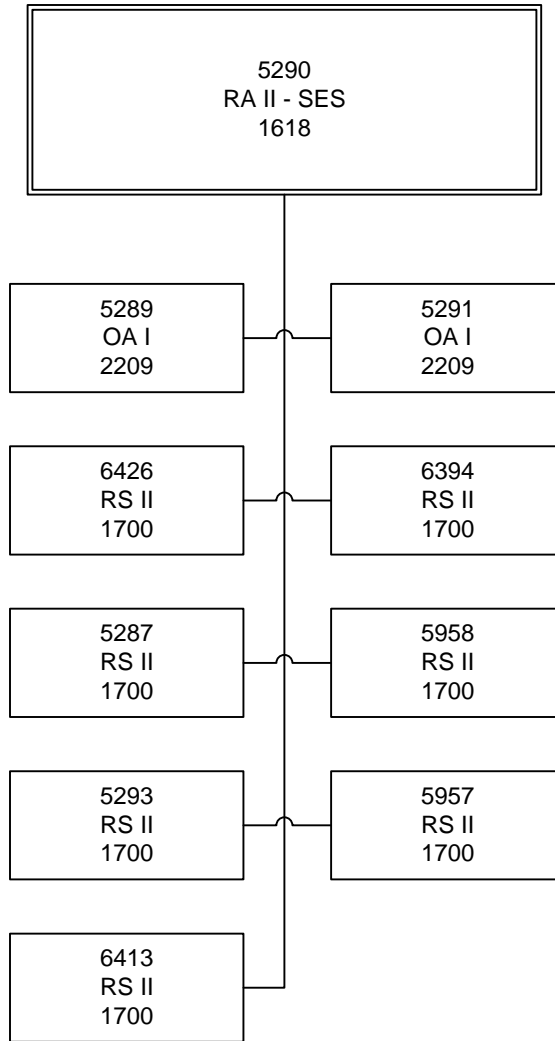 5290
RA II - SES
1618
5289
OA I
2209
5291
OA I
2209
6426
RS II
1700
6394
RS II
1700
5287
RS II
1700
5958
RS II
1700
5293
RS II
1700
5957
RS II
1700
6413
RS II
1700